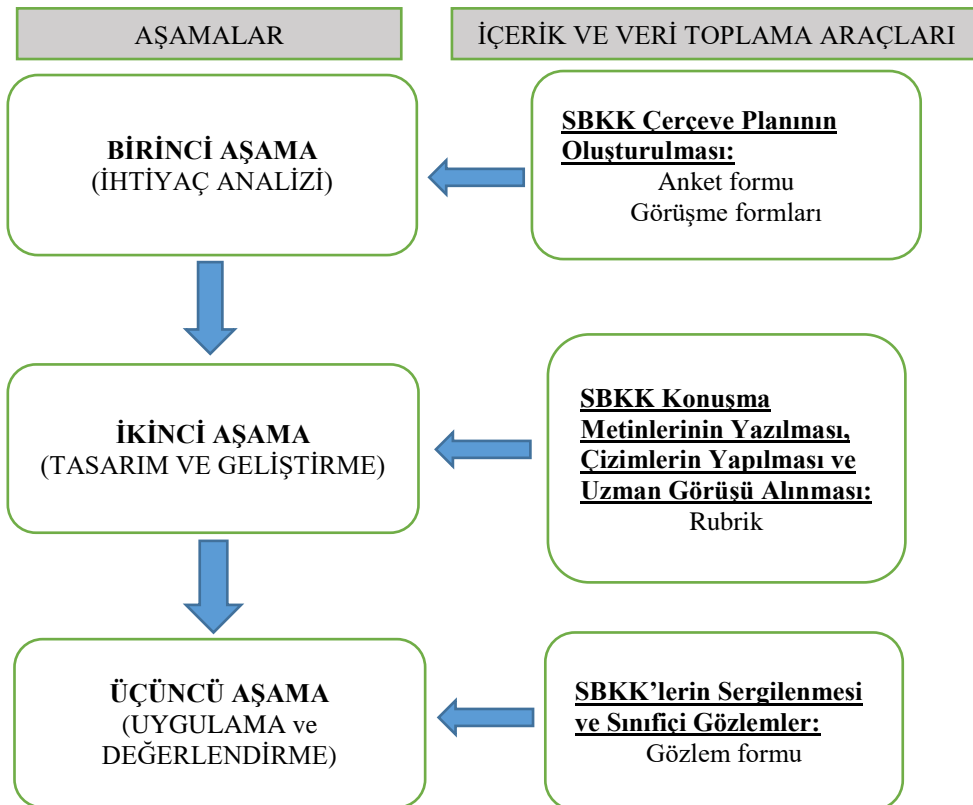 AŞAMALAR
İÇERİK VE VERİ TOPLAMA ARAÇLARI
BİRİNCİ AŞAMA
(İHTİYAÇ ANALİZİ)
SBKK Çerçeve Planının
Oluşturulması:
Anket formu
Görüşme formları
İKİNCİ AŞAMA
(TASARIM VE GELİŞTİRME)
SBKK Konuşma
Metinlerinin Yazılması,
Çizimlerin Yapılması ve
Uzman Görüşü Alınması:
Rubrik
ÜÇÜNCÜ AŞAMA
(UYGULAMA ve
DEĞERLENDİRME)
SBKK’lerin Sergilenmesi
ve Sınıfiçi Gözlemler:
Gözlem formu